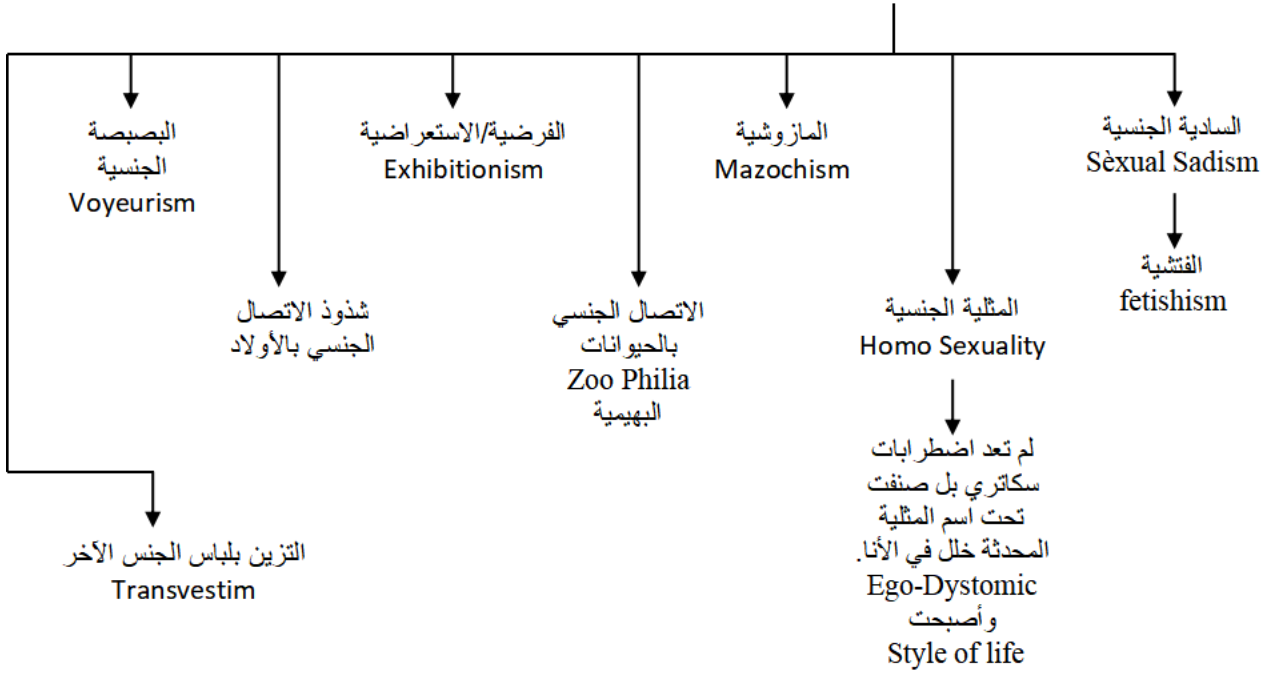 السادية الجنسية
Sèxual Sadism
الفتشية
fetishism
المثلية الجنسية
Homo Sexuality
لم تعد اضطرابات
سكاتري بل صنفت
تحت اسم المثلية
المحدثة خلل في الأنا.
Ego-Dystomic
وأصبحت
Style of life
المازوشية
Mazochism
الاتصال الجنسي
بالحيوانات
Zoo Philia
البهيمية
الفرضية/الاستعراضية
Exhibitionism
شذوذ الاتصال
الجنسي بالأولاد
البصبصة
الجنسية
Voyeurism
التزين بلباس الجنس الآخر
Transvestim